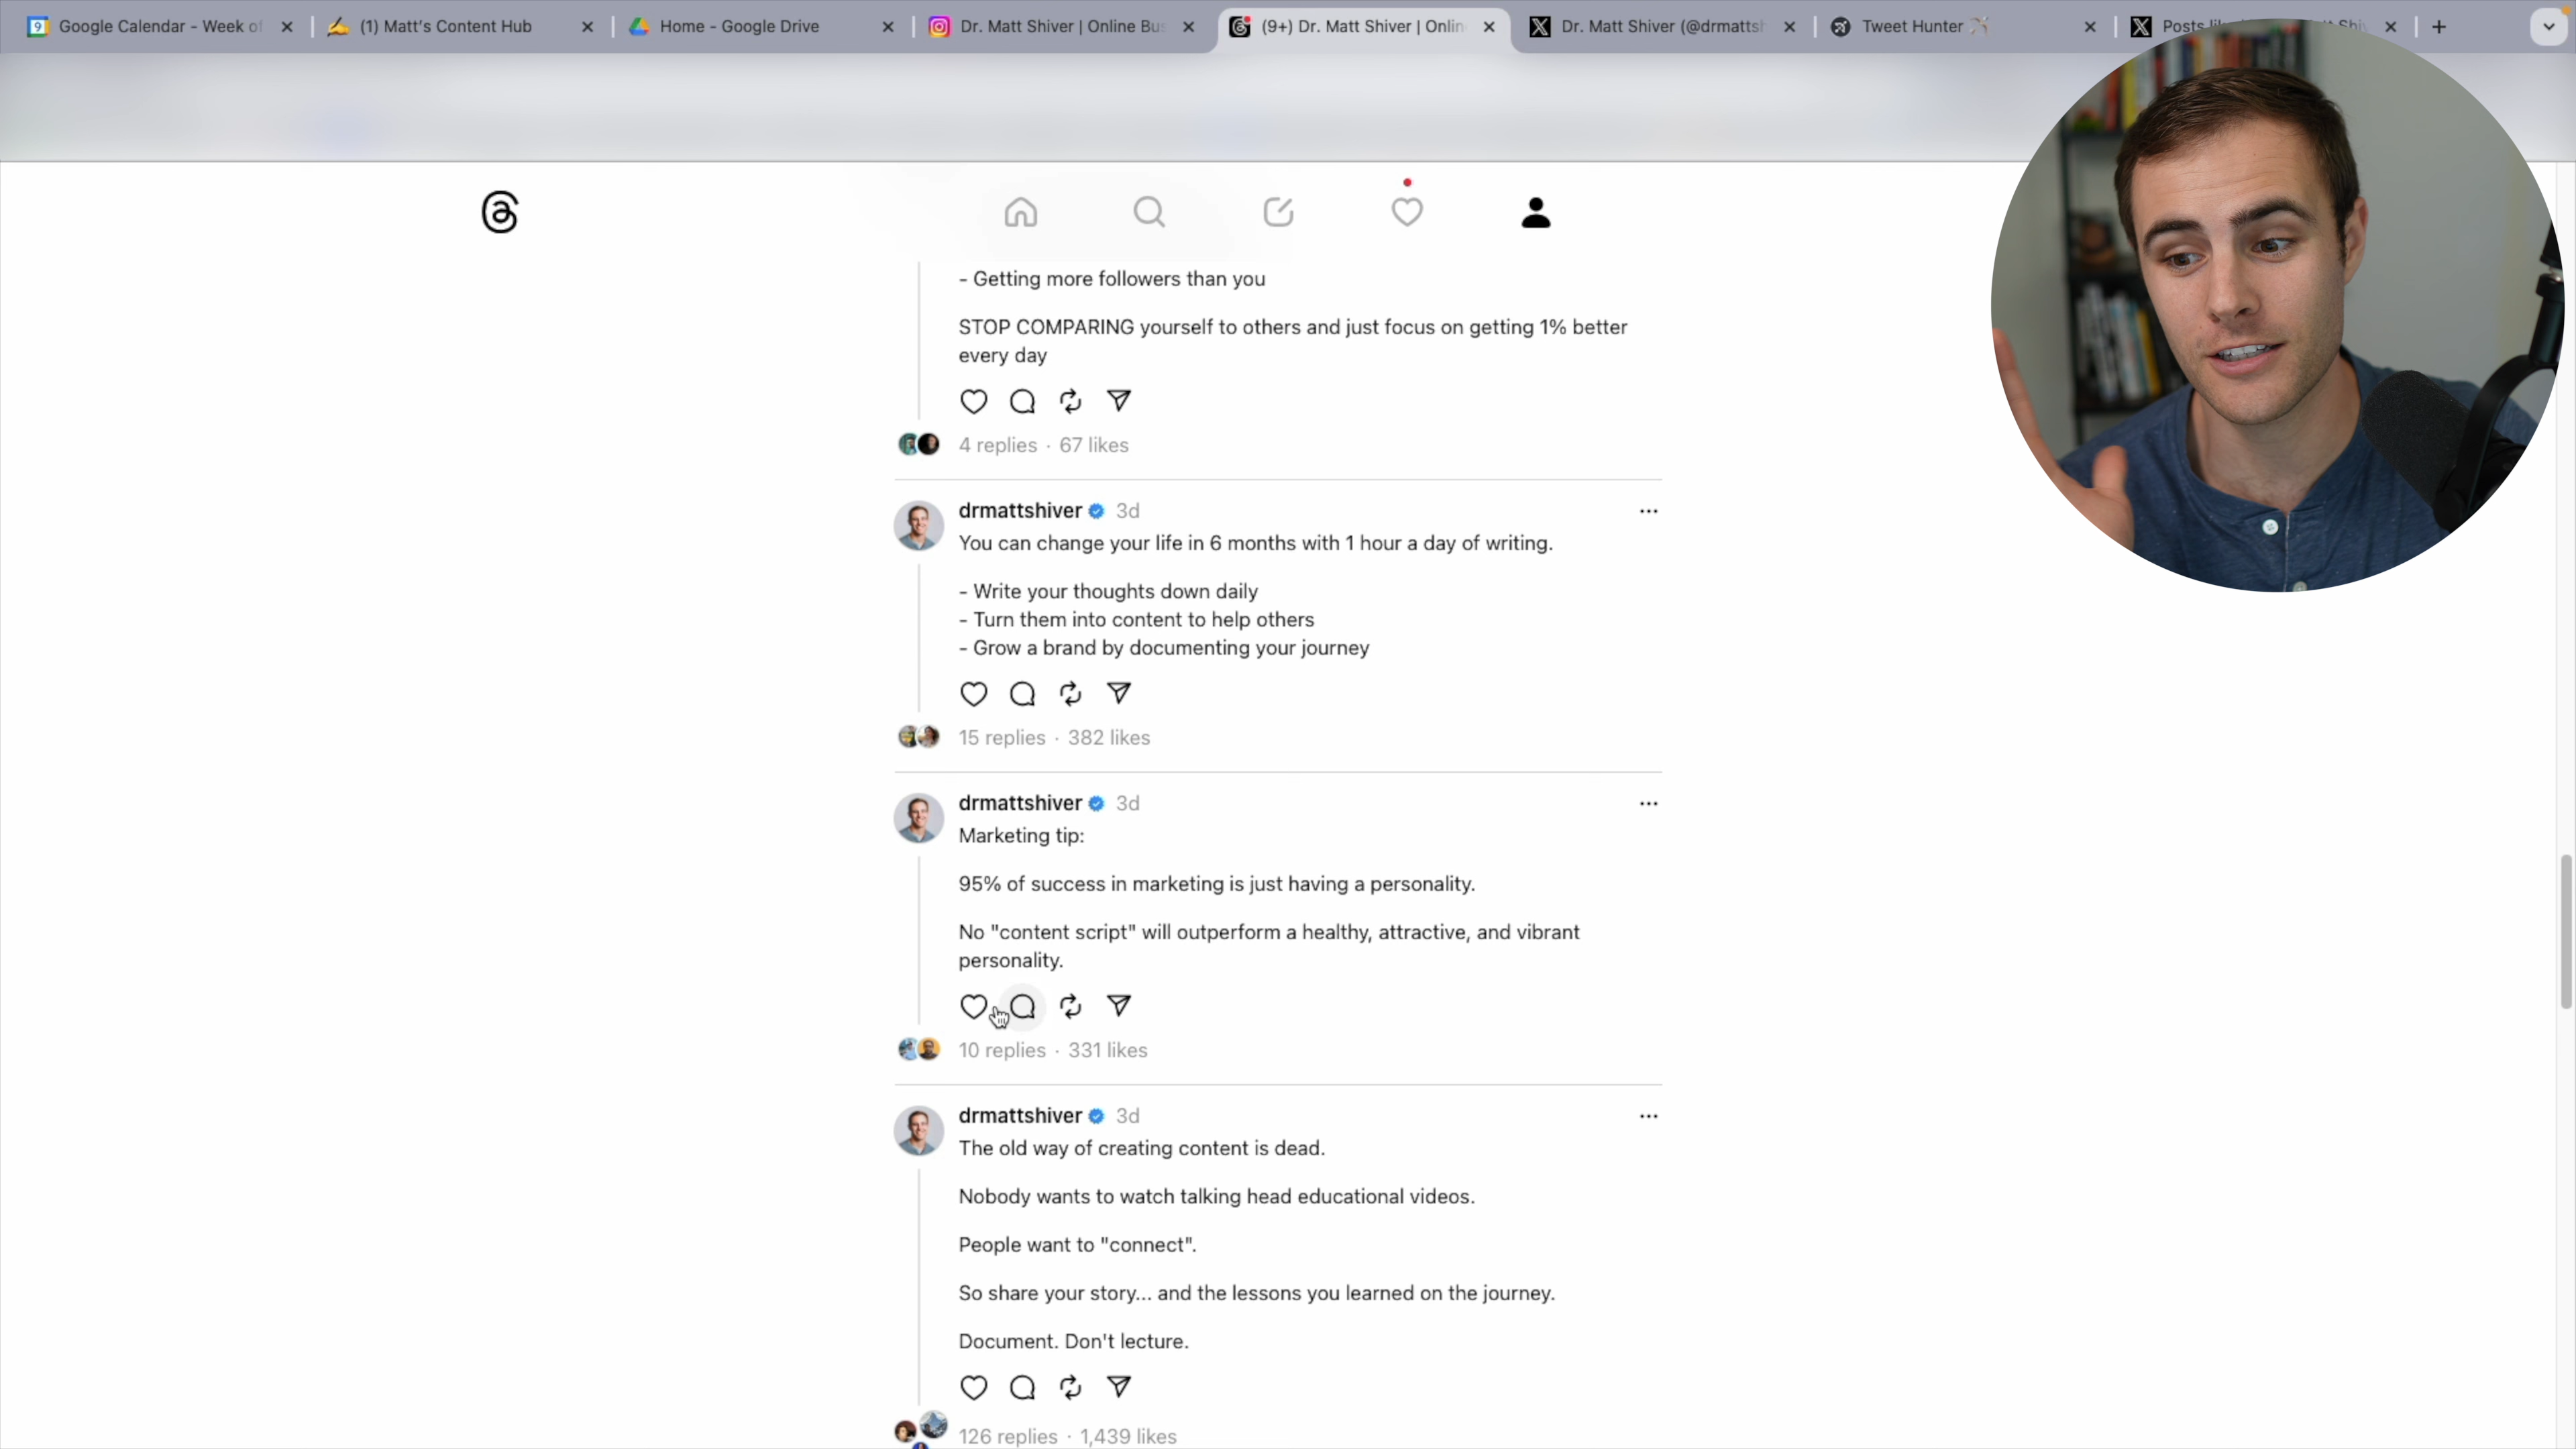 Google Calendar - Week of
(1) Matt's Content Hub
Home - Google Drive
Dr. Matt Shiver | Online Bus
(9+) Dr. Matt Shiver | Onlin
Dr. Matt Shiver (@drmattsh
Tweet Hunter
Posts
- Getting more followers than you
STOP COMPARING yourself to others and just focus on getting 1% better
every day
4 replies · 67 likes
drmattshiver 3d
You can change your life in 6 months with 1 hour a day of writing.
- Write your thoughts down daily
- Turn them into content to help others
- Grow a brand by documenting your journey
15 replies · 382 likes
drmattshiver 3d
Marketing tip:
95% of success in marketing is just having a personality.
No "content script" will outperform a healthy, attractive, and vibrant
personality.
10 replies · 331 likes
drmattshiver 3d
The old way of creating content is dead.
Nobody wants to watch talking head educational videos.
People want to "connect".
So share your story... and the lessons you learned on the journey.
Document. Don't lecture.
126 replies · 1,439 likes